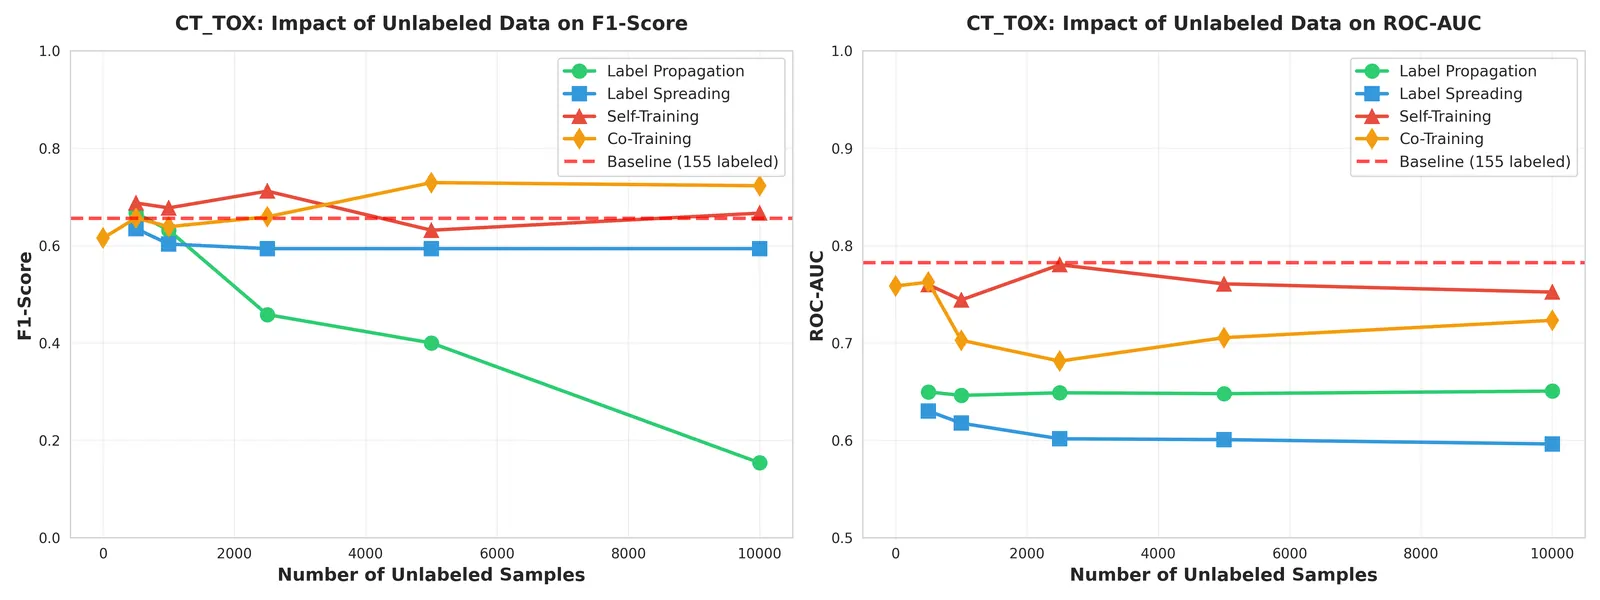 CT_TOX: Impact of Unlabeled Data on F1-Score
1.0
0.8
0.6
0.4
0.2
0.0
F1-Score
0
2000
4000
6000
8000
10000
Number of Unlabeled Samples
Label Propagation
Label Spreading
Self-Training
Co-Training
Baseline (155 labeled)
CT_TOX: Impact of Unlabeled Data on ROC-AUC
1.0
0.9
0.8
0.7
0.6
0.5
ROC-AUC
0
2000
4000
6000
8000
10000
Number of Unlabeled Samples
Label Propagation
Label Spreading
Self-Training
Co-Training
Baseline (155 labeled)